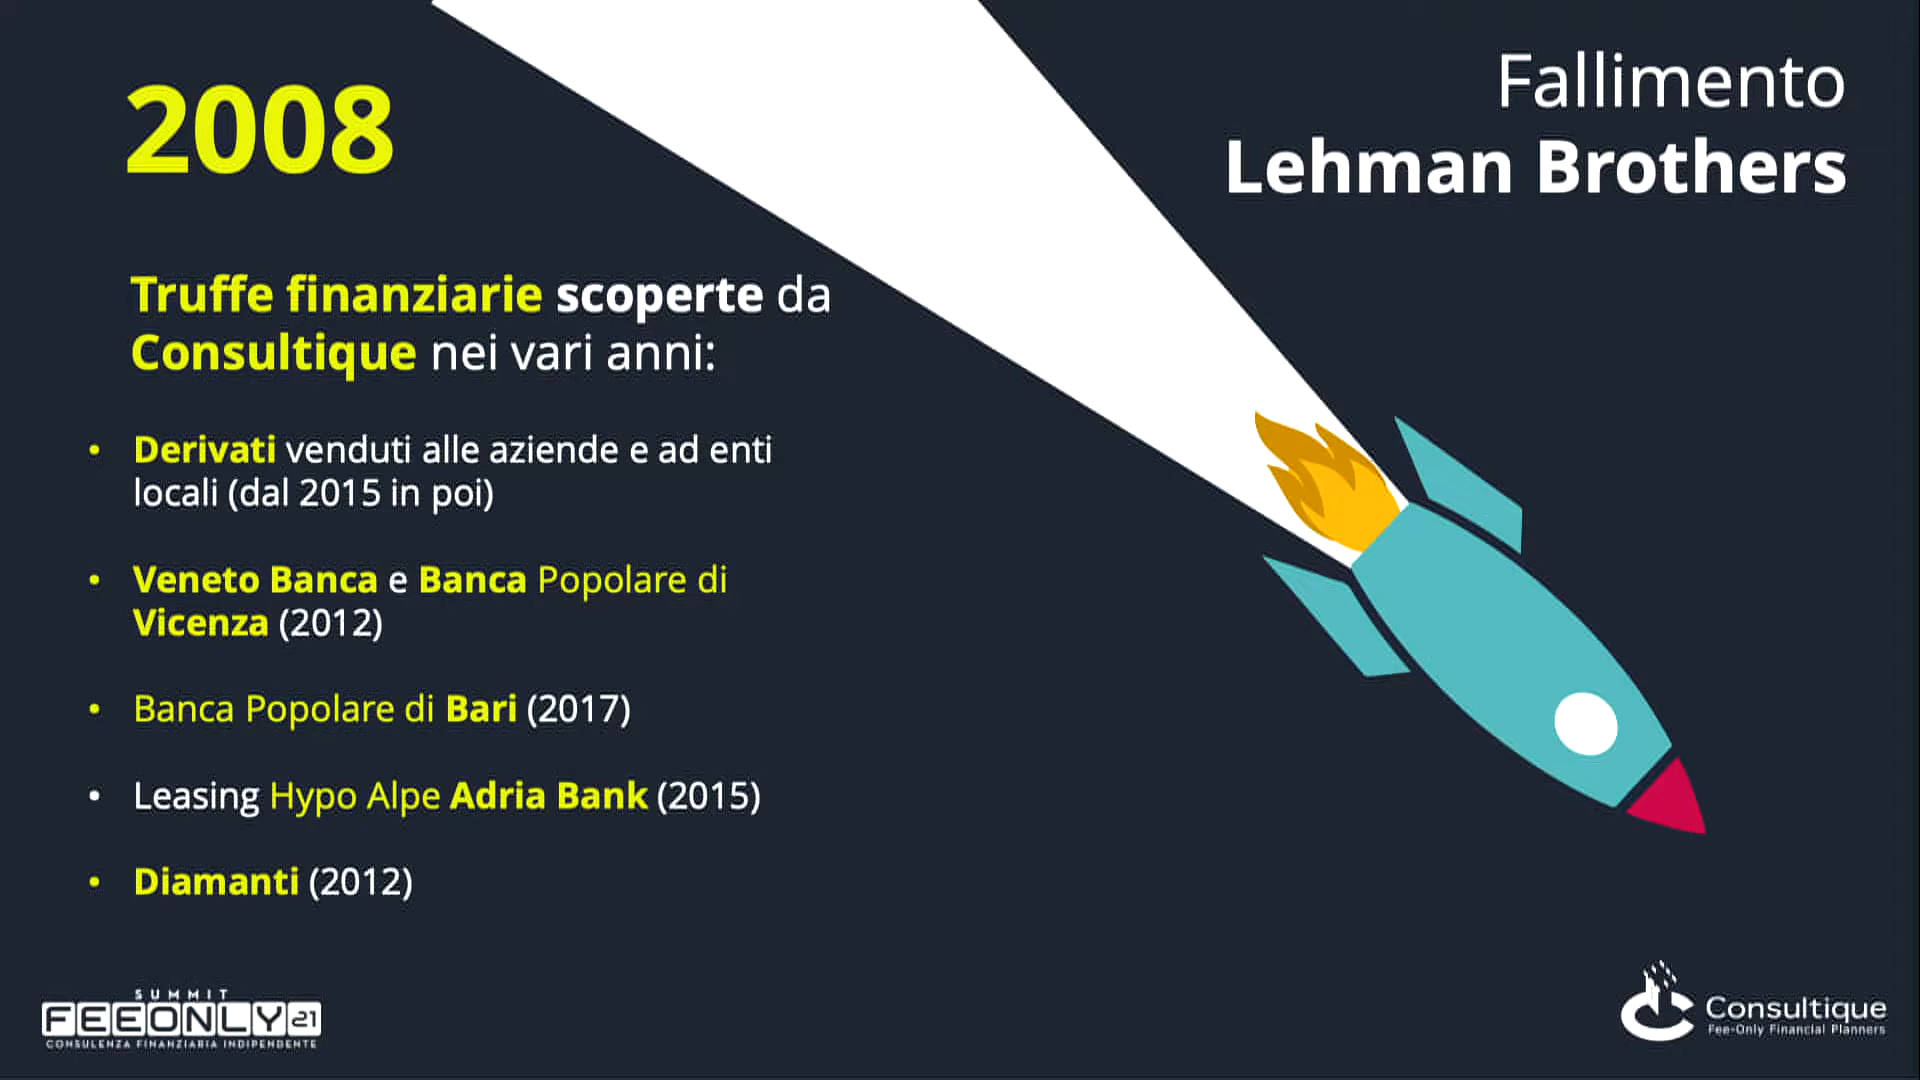 2008
Fallimento
Lehman Brothers
Truffe finanziarie scoperte da
Consultique nei vari anni:
• Derivati venduti alle aziende e ad enti
locali (dal 2015 in poi)
• Veneto Banca e Banca Popolare di
Vicenza (2012)
• Banca Popolare di Bari (2017)
• Leasing Hypo Alpe Adria Bank (2015)
• Diamanti (2012)
SUMMIT
FEEONLY 21
CONSULENZA FINANZIARIA INDIPENDENTE
Consultique
Fee-Only Financial Planners